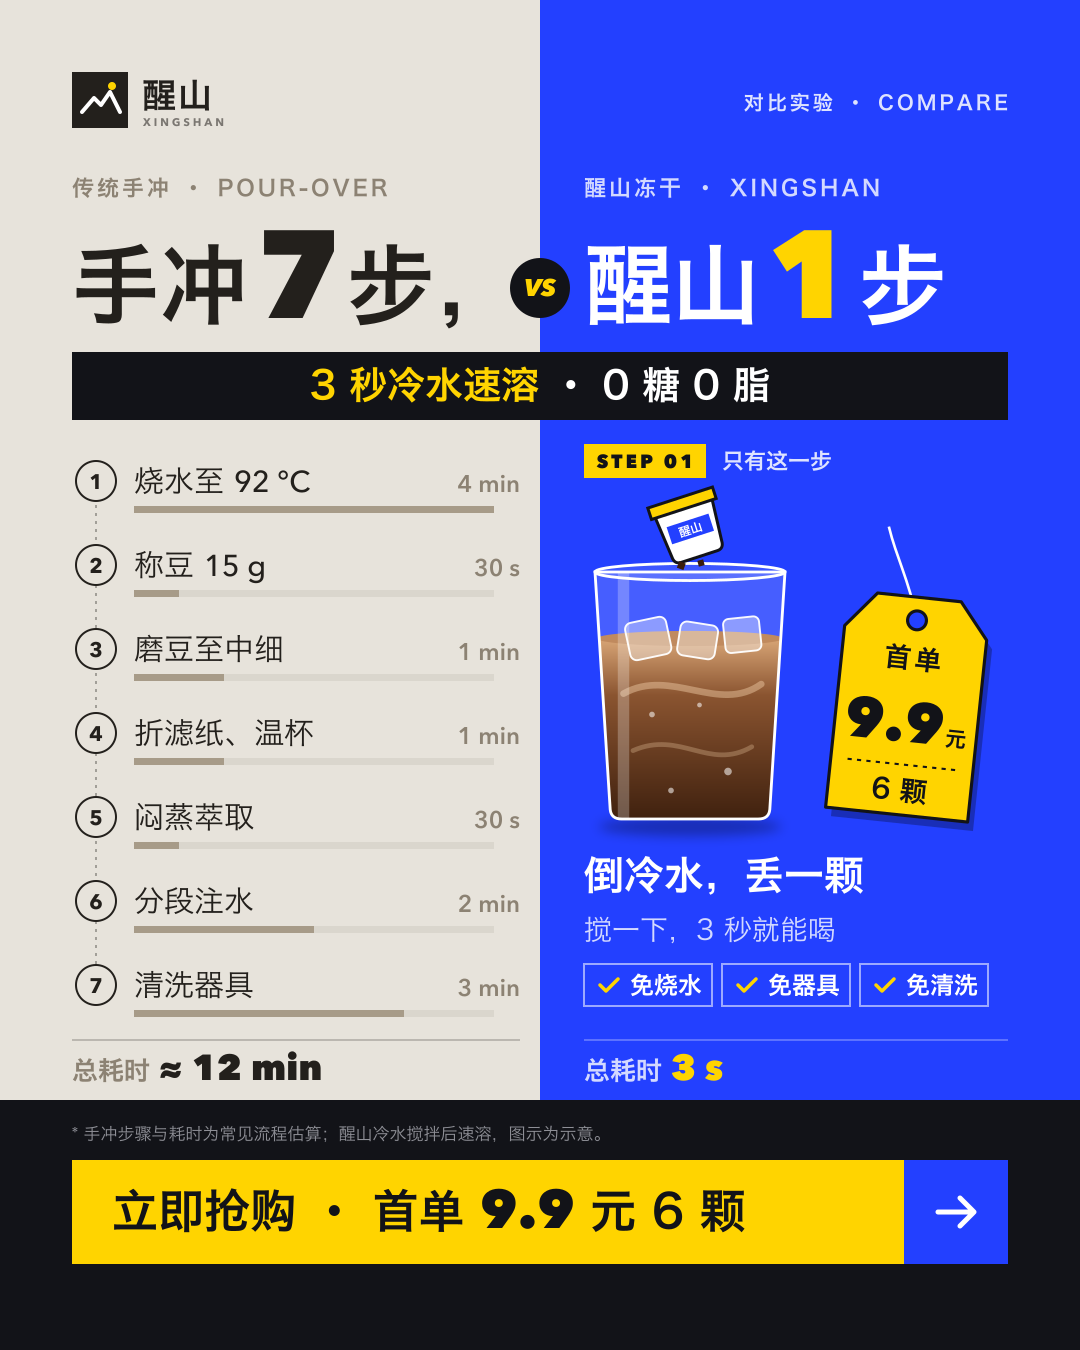 醒山
XINGSHAN
对比实验 · COMPARE
传统手冲 · POUR-OVER
手冲7步，
VS
醒山冻干 · XINGSHAN
醒山1步
3 秒冷水速溶 · 0 糖 0 脂
1 烧水至 92 °C 4 min
2 称豆 15 g 30 s
3 磨豆至中细 1 min
4 折滤纸、温杯 1 min
5 闷蒸萃取 30 s
6 分段注水 2 min
7 清洗器具 3 min
总耗时 ≈ 12 min
STEP 01 只有这一步
醒山
首单
9.9元
6 颗
倒冷水，丢一颗
搅一下，3 秒就能喝
免烧水 免器具 免清洗
总耗时 3 s
* 手冲步骤与耗时为常见流程估算；醒山冷水搅拌后速溶，图示为示意。
立即抢购 · 首单 9.9 元 6 颗